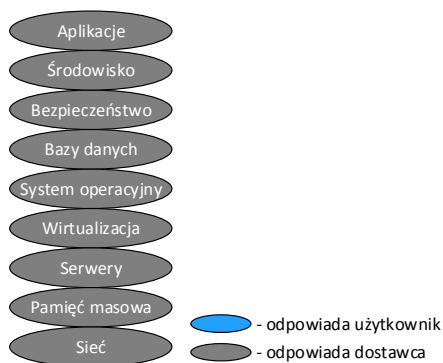 Aplikacje
Środowisko
Bezpieczeństwo
Bazy danych
System operacyjny
Wirtualizacja
Serwery
Pamięć masowa
Sieć
- odpowiada użytkownik
- odpowiada dostawca